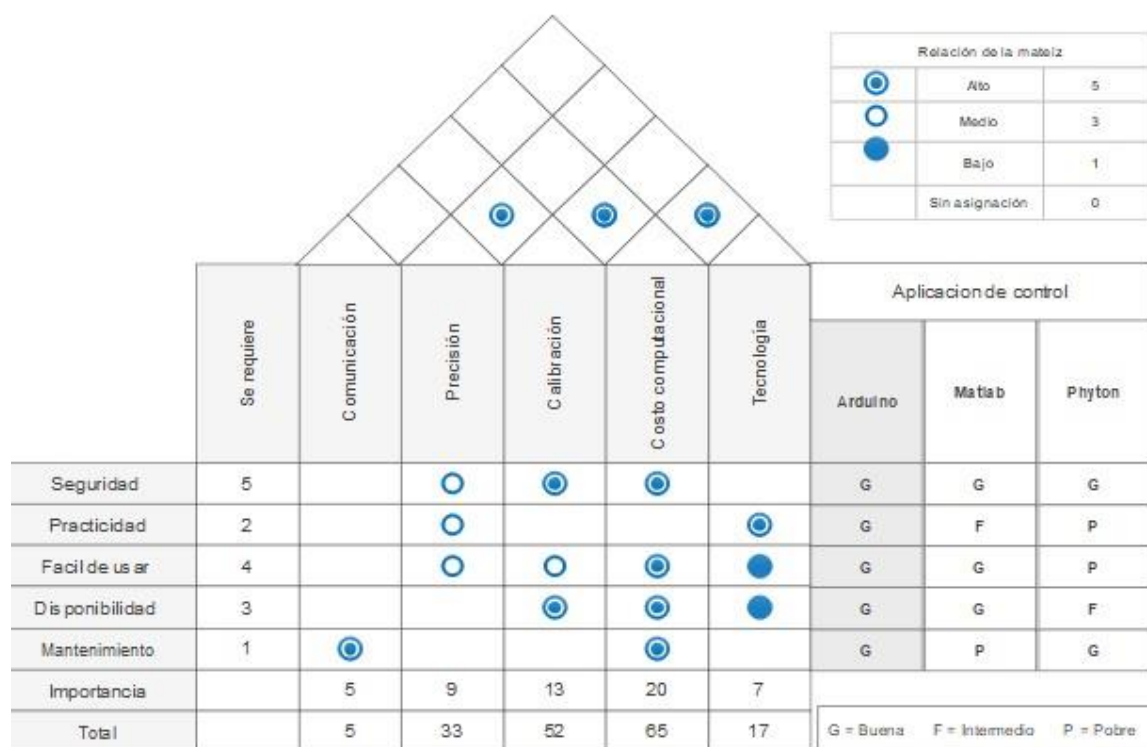 Relación de la mateiz
Alto 5
Medio 3
Bajo 1
Sin asignación 0
Aplicacion de control
Se requiere
Comunicación
Precisión
Calibración
Costo computacional
Tecnología
Arduino
Matlab
Phyton
Seguridad 5 G G G
Practicidad 2 G F P
Facil de usar 4 G G P
Disponibilidad 3 G G F
Mantenimiento 1 G P G
Importancia 5 9 13 20 7
Total 5 33 52 65 17
G = Buena F = Intermedio P = Pobre